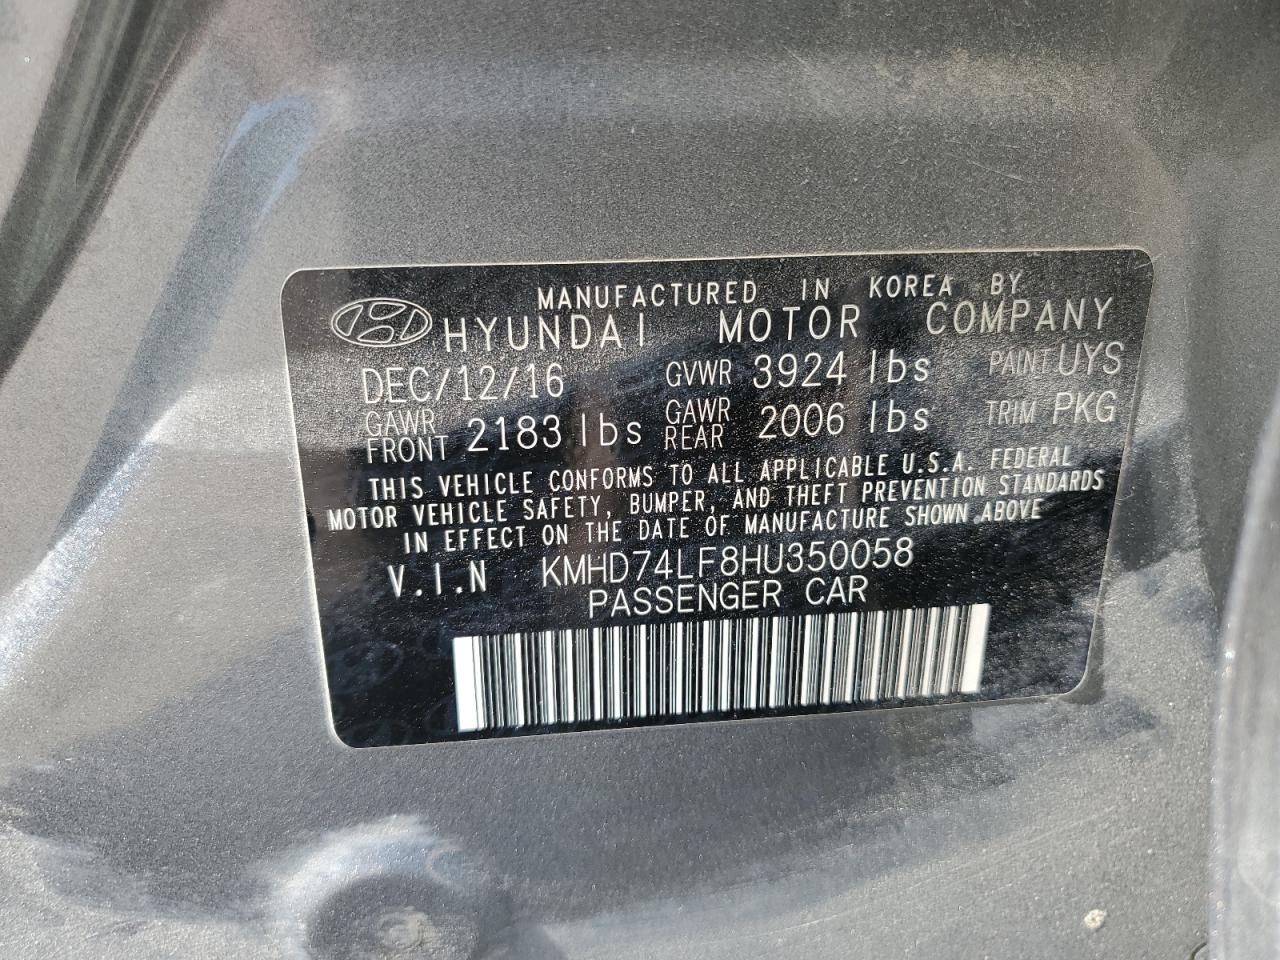 MANUFACTURED IN KOREA BY
HYUNDAI MOTOR COMPANY
DEC/12/16 GVWR 3924 lbs PAINT UYS
GAWR FRONT 2183 lbs GAWR REAR 2006 lbs TRIM PKG
THIS VEHICLE CONFORMS TO ALL APPLICABLE U.S.A. FEDERAL
MOTOR VEHICLE SAFETY, BUMPER, AND THEFT PREVENTION STANDARDS
IN EFFECT ON THE DATE OF MANUFACTURE SHOWN ABOVE
V.I.N KMHD74LF8HU350058
PASSENGER CAR